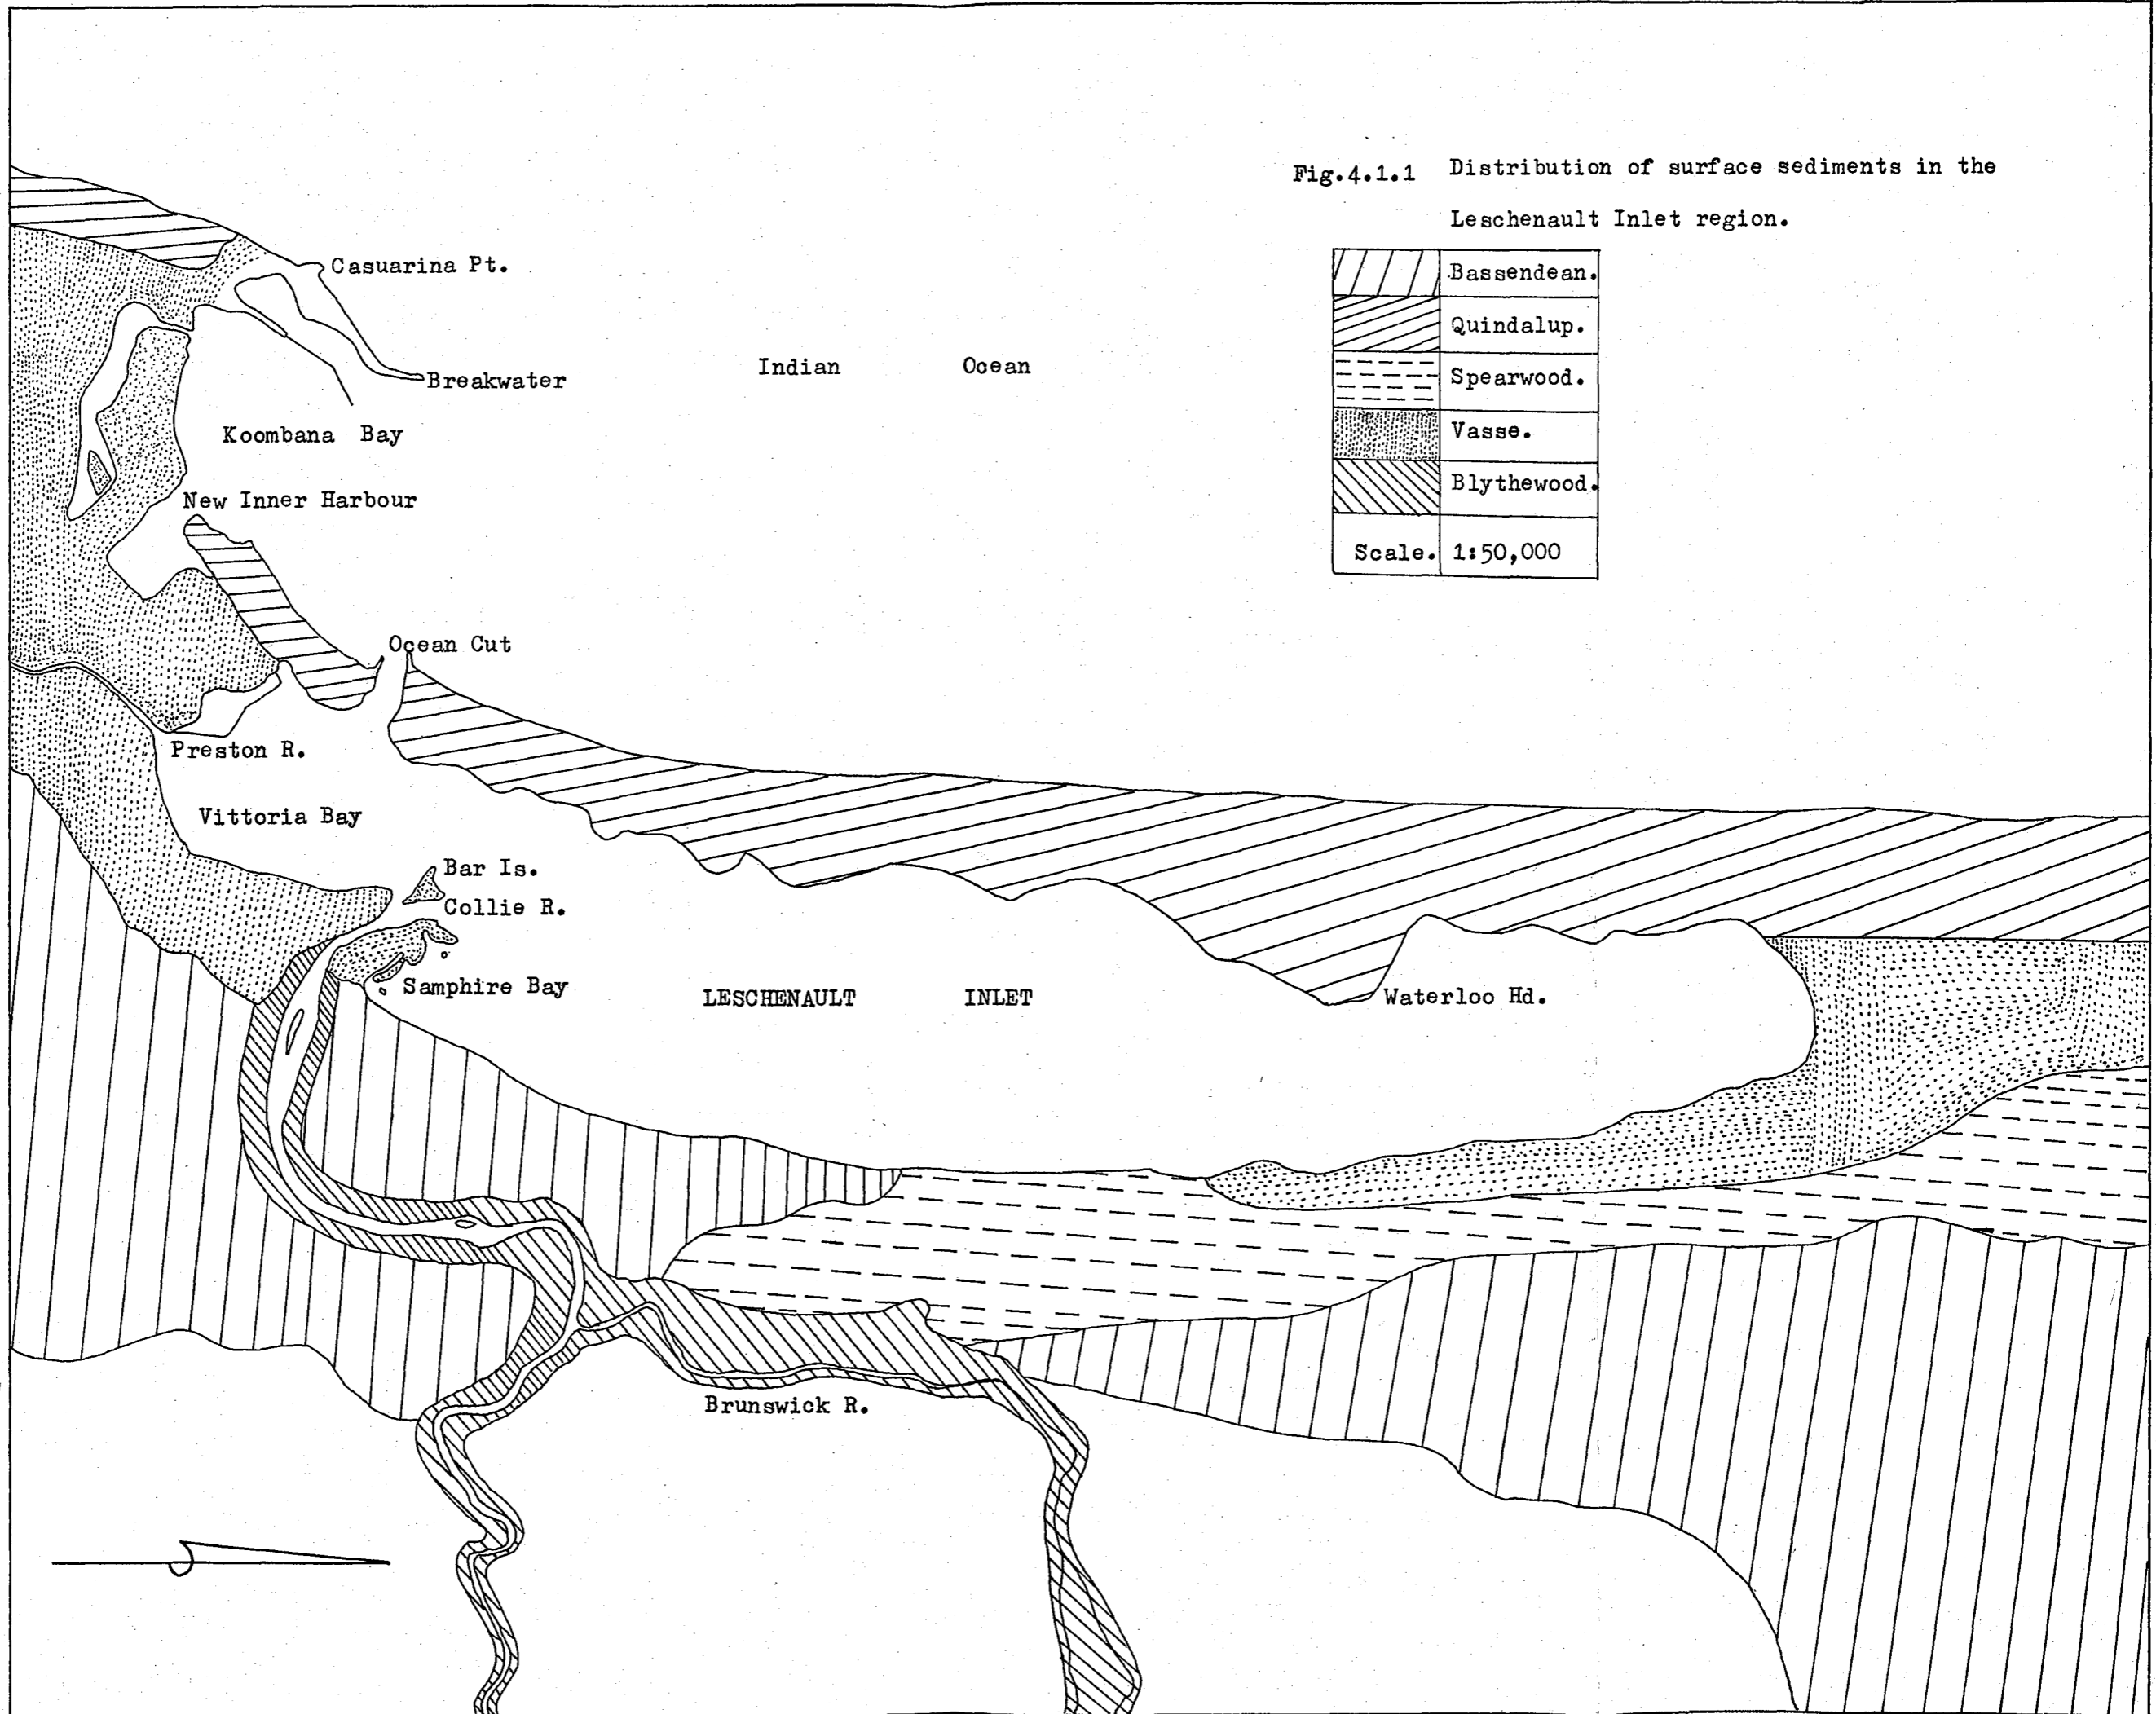 Fig.4.1.1 Distribution of surface sediments in the
Leschenault Inlet region.
Bassendean.
Quindalup.
Spearwood.
Vasse.
Blythewood.
Scale. 1:50,000
Casuarina Pt.
Breakwater
Indian Ocean
Koombana Bay
New Inner Harbour
Ocean Cut
Preston R.
Vittoria Bay
Bar Is.
Collie R.
Samphire Bay
LESCHENAULT INLET
Waterloo Hd.
Brunswick R.